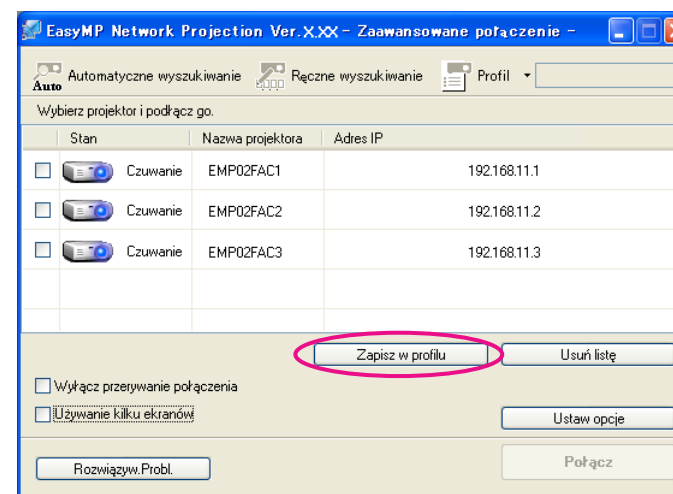 EasyMP Network Projection Ver.X.XX - Zaawansowane połączenie -
Auto Automatyczne wyszukiwanie Ręczne wyszukiwanie Profil
Wybierz projektor i podłącz go.
Stan Nazwa projektora Adres IP
Czuwanie EMP02FAC1 192.168.11.1
Czuwanie EMP02FAC2 192.168.11.2
Czuwanie EMP02FAC3 192.168.11.3
Zapisz w profilu Usuń listę
Wyłącz przerywanie połączenia
Używanie kilku ekranów
Ustaw opcje
Rozwiązyw.Probl. Połącz